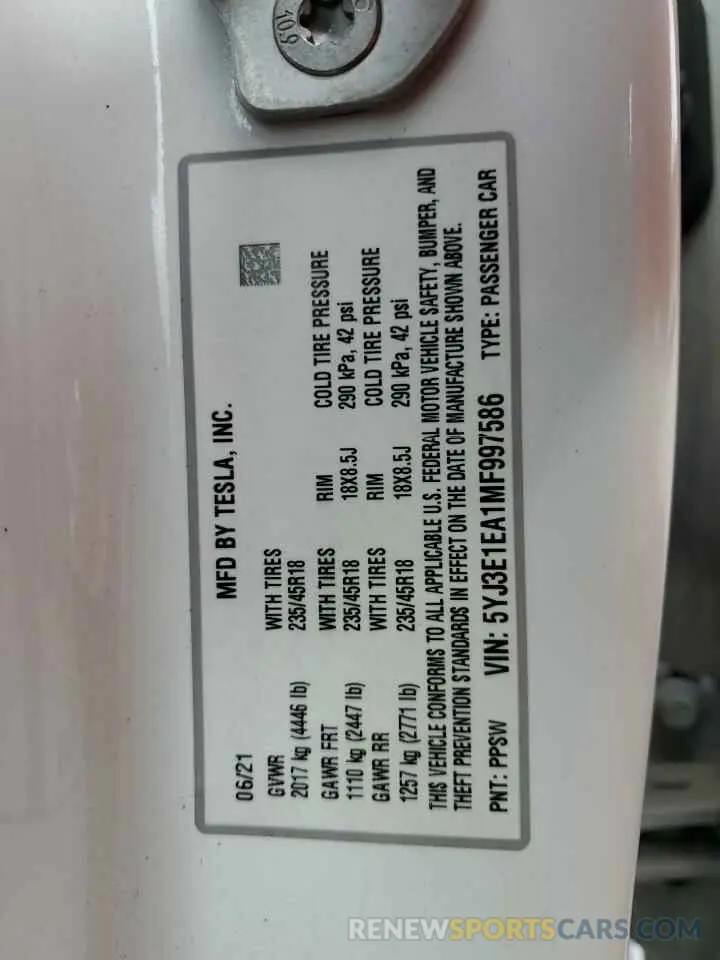 10.9
MFD BY TESLA, INC.
06/21
GVWR WITH TIRES
2017 kg (4446 lb) 235/45R18
GAWR FRT WITH TIRES RIM COLD TIRE PRESSURE
1110 kg (2447 lb) 235/45R18 18X8.5J 290 kPa, 42 psi
GAWR RR WITH TIRES RIM COLD TIRE PRESSURE
1257 kg (2771 lb) 235/45R18 18X8.5J 290 kPa, 42 psi
THIS VEHICLE CONFORMS TO ALL APPLICABLE U.S. FEDERAL MOTOR VEHICLE SAFETY, BUMPER, AND
THEFT PREVENTION STANDARDS IN EFFECT ON THE DATE OF MANUFACTURE SHOWN ABOVE.
PNT: PPSW VIN: 5YJ3E1EA1MF997586 TYPE: PASSENGER CAR
RENEWSPORTSCARS.COM